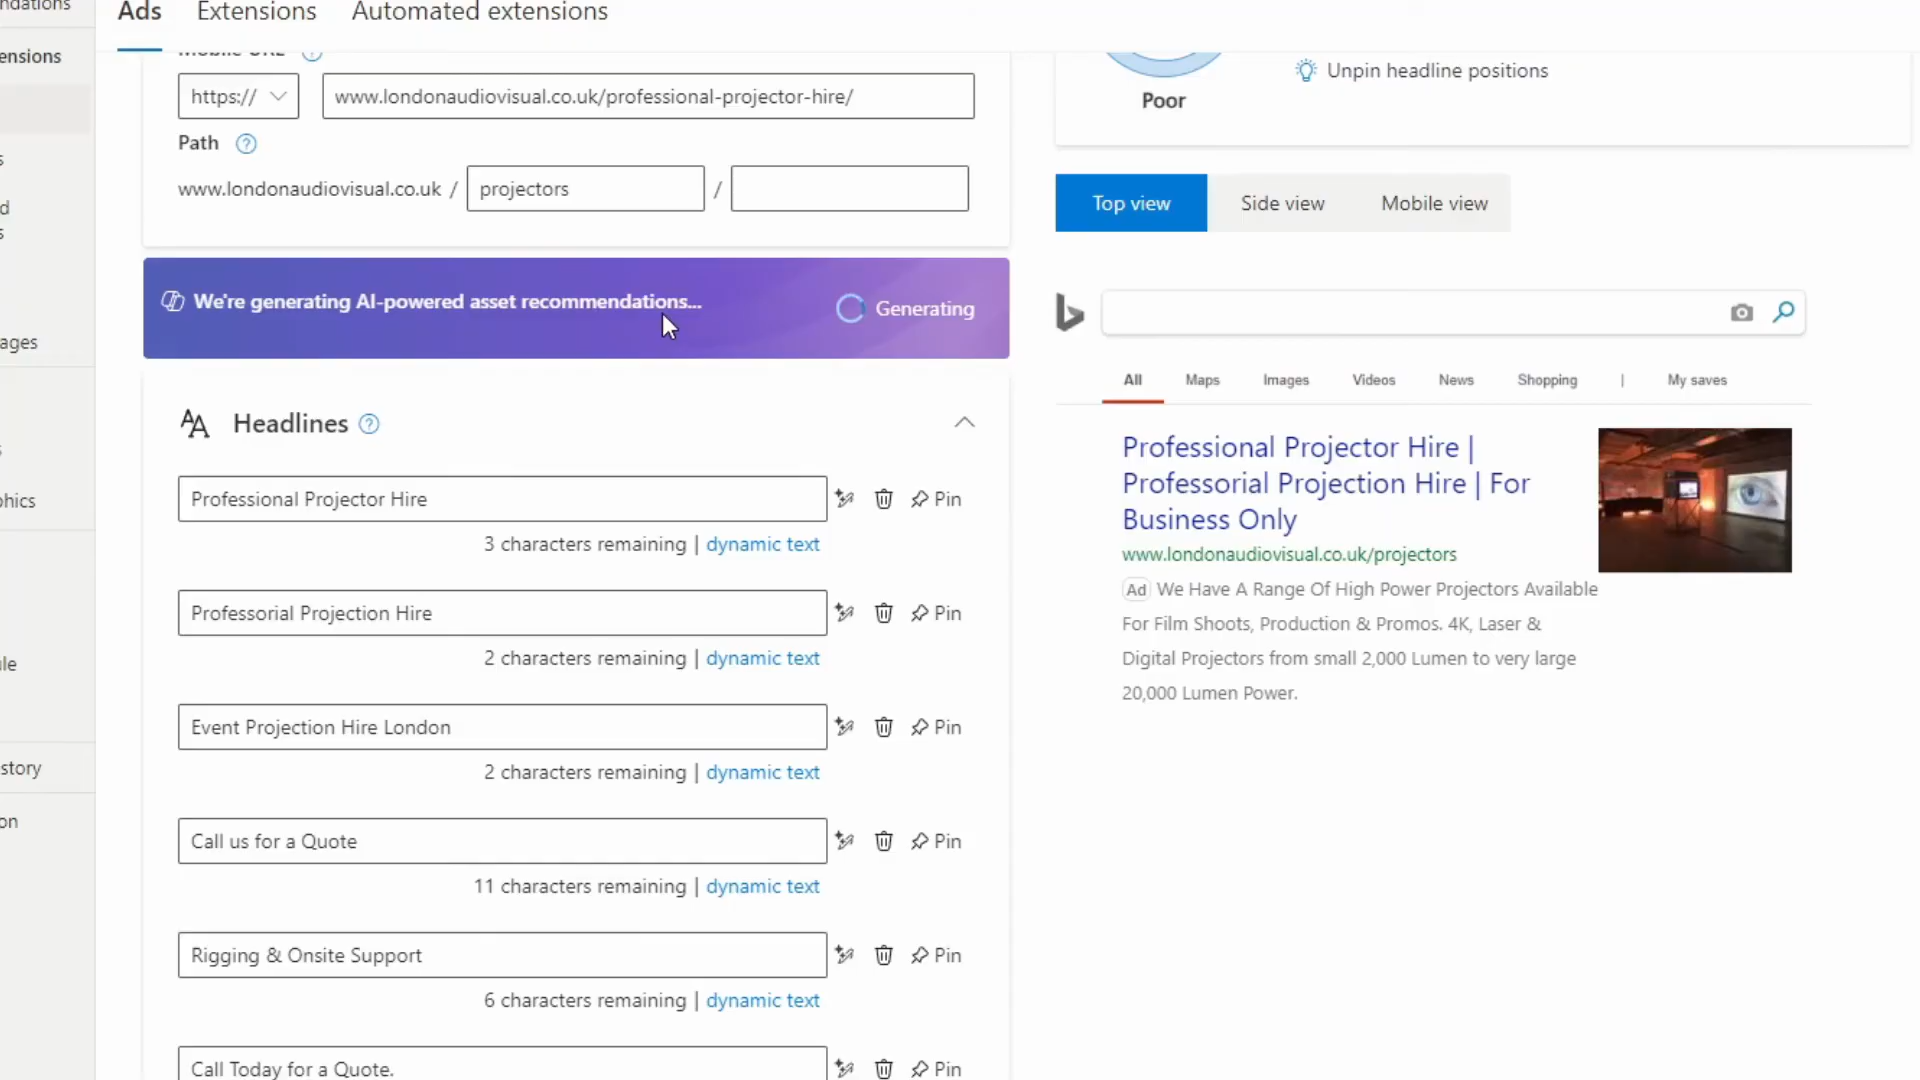 ndations
Ads
Extensions
Automated extensions
ensions
Mobile URL
Unpin headline positions
Poor
https://
www.londonaudiovisual.co.uk/professional-projector-hire/
Path
www.londonaudiovisual.co.uk / projectors /
s
d
s
Top view
Side view
Mobile view
We're generating AI-powered asset recommendations...
Generating
ages
All
Maps
Images
Videos
News
Shopping
|
My saves
Headlines
Professional Projector Hire
Pin
3 characters remaining | dynamic text
Professorial Projection Hire
Pin
2 characters remaining | dynamic text
Event Projection Hire London
Pin
2 characters remaining | dynamic text
Call us for a Quote
Pin
11 characters remaining | dynamic text
Rigging & Onsite Support
Pin
6 characters remaining | dynamic text
Call Today for a Quote.
Pin
Professional Projector Hire |
Professorial Projection Hire | For
Business Only
www.londonaudiovisual.co.uk/projectors
Ad We Have A Range Of High Power Projectors Available
For Film Shoots, Production & Promos. 4K, Laser &
Digital Projectors from small 2,000 Lumen to very large
20,000 Lumen Power.
s
phics
le
story
on